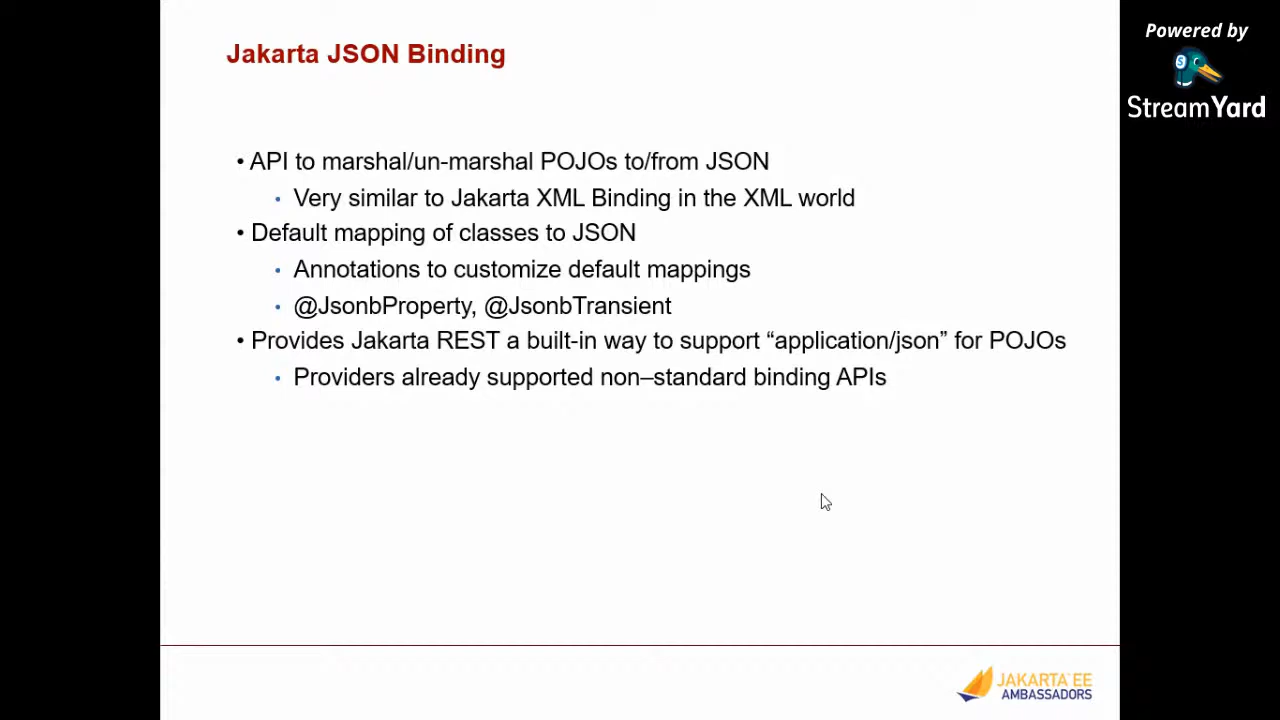 Jakarta JSON Binding
Powered by
StreamYard
• API to marshal/un-marshal POJOs to/from JSON
• Very similar to Jakarta XML Binding in the XML world
• Default mapping of classes to JSON
• Annotations to customize default mappings
• @JsonbProperty, @JsonbTransient
• Provides Jakarta REST a built-in way to support “application/json” for POJOs
• Providers already supported non–standard binding APIs
JAKARTA EE
AMBASSADORS